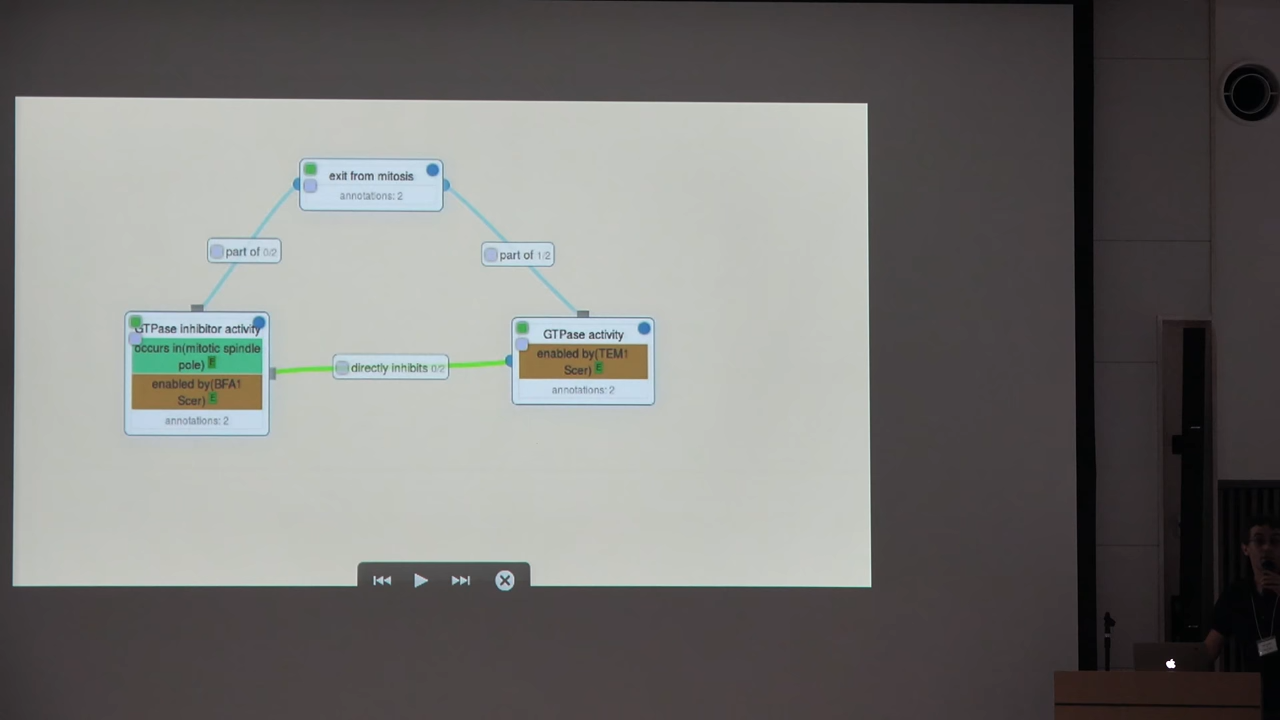 exit from mitosis
annotations: 2
part of 0/2
part of 1/2
GTPase inhibitor activity
occurs in(mitotic spindle
pole) E
enabled by(BFA1
Scer) E
annotations: 2
directly inhibits 0/2
GTPase activity
enabled by(TEM1
Scer) E
annotations: 2